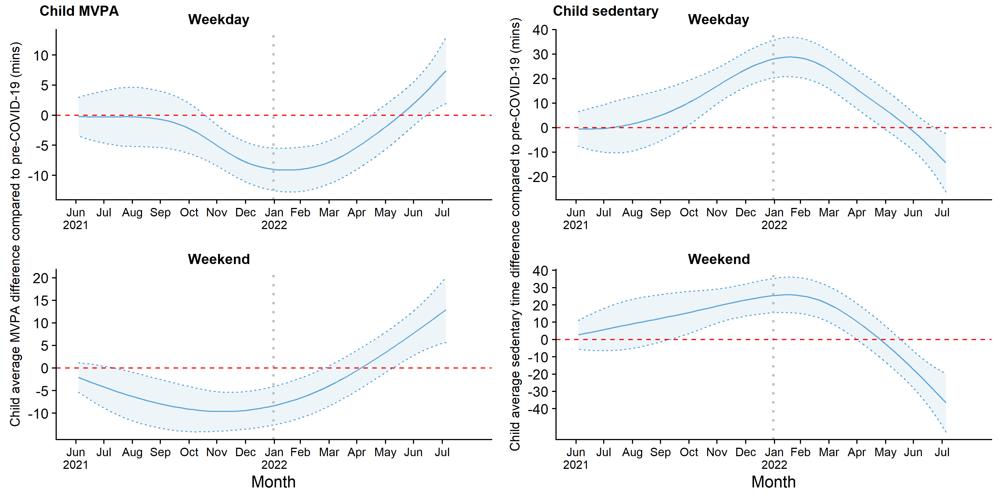 Child MVPA
Weekday
Child average MVPA difference compared to pre-COVID-19 (mins)
10
5
0
-5
-10
Jun Jul Aug Sep Oct Nov Dec Jan Feb Mar Apr May Jun Jul
2021 2022
Weekend
20
15
10
5
0
-5
-10
Jun Jul Aug Sep Oct Nov Dec Jan Feb Mar Apr May Jun Jul
2021 2022
Month
Child sedentary
Weekday
Child average sedentary time difference compared to pre-COVID-19 (mins)
40
30
20
10
0
-10
-20
Jun Jul Aug Sep Oct Nov Dec Jan Feb Mar Apr May Jun Jul
2021 2022
Weekend
40
30
20
10
0
-10
-20
-30
-40
Jun Jul Aug Sep Oct Nov Dec Jan Feb Mar Apr May Jun Jul
2021 2022
Month